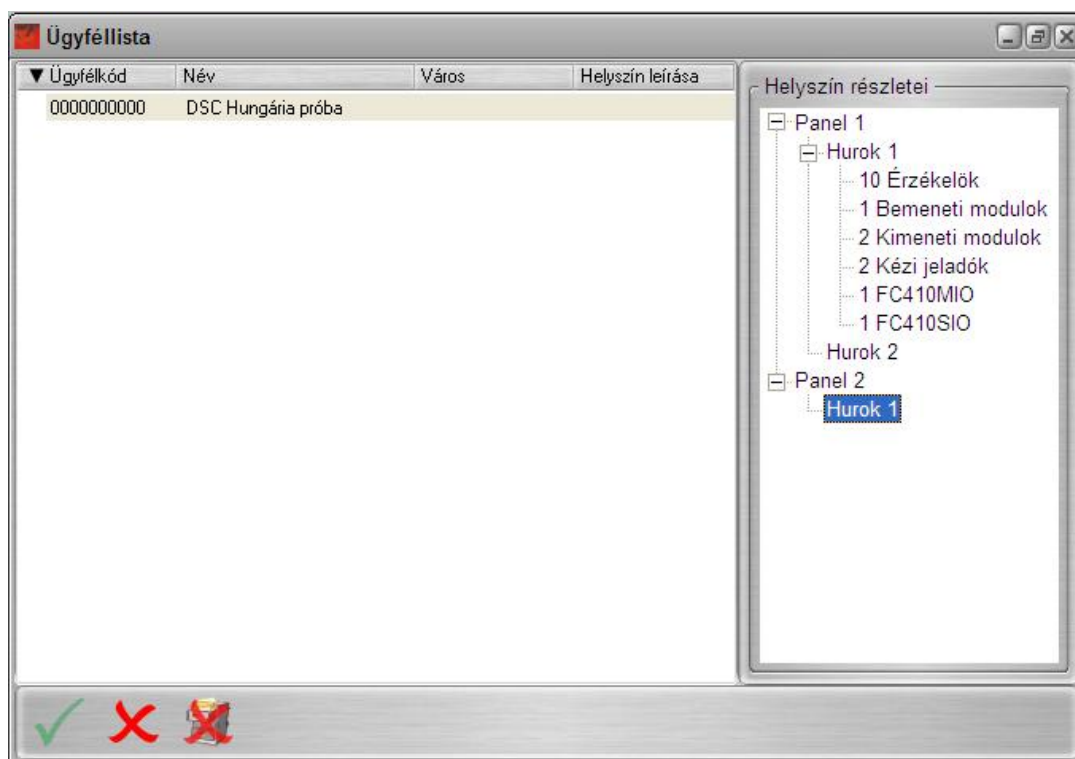 Ügyféllista
Ügyfélkód Név Város Helyszín leírása
0000000000 DSC Hungária próba
Helyszín részletei
Panel 1
Hurok 1
10 Érzékelök
1 Bemeneti modulok
2 Kimeneti modulok
2 Kézi jeladók
1 FC410MIO
1 FC410SIO
Hurok 2
Panel 2
Hurok 1